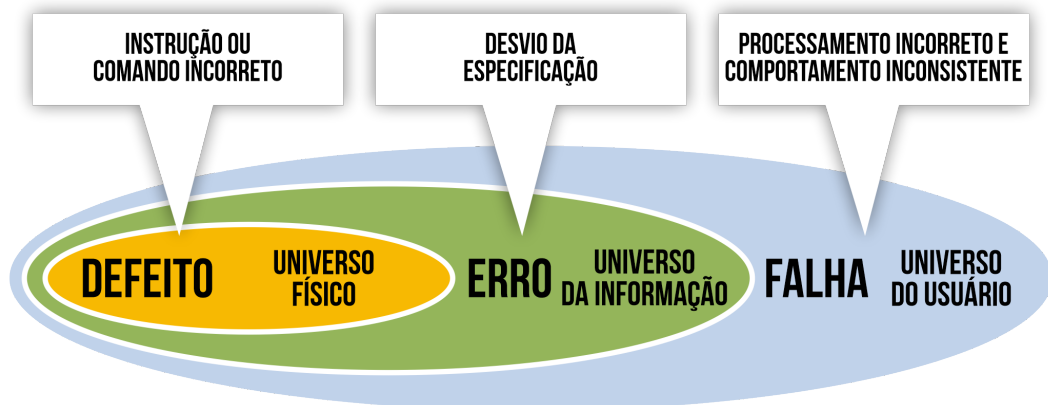 INSTRUÇÃO OU
COMANDO INCORRETO
DESVIO DA
ESPECIFICAÇÃO
PROCESSAMENTO INCORRETO E
COMPORTAMENTO INCONSISTENTE
DEFEITO
UNIVERSO
FÍSICO
ERRO
UNIVERSO
DA INFORMAÇÃO
FALHA
UNIVERSO
DO USUÁRIO